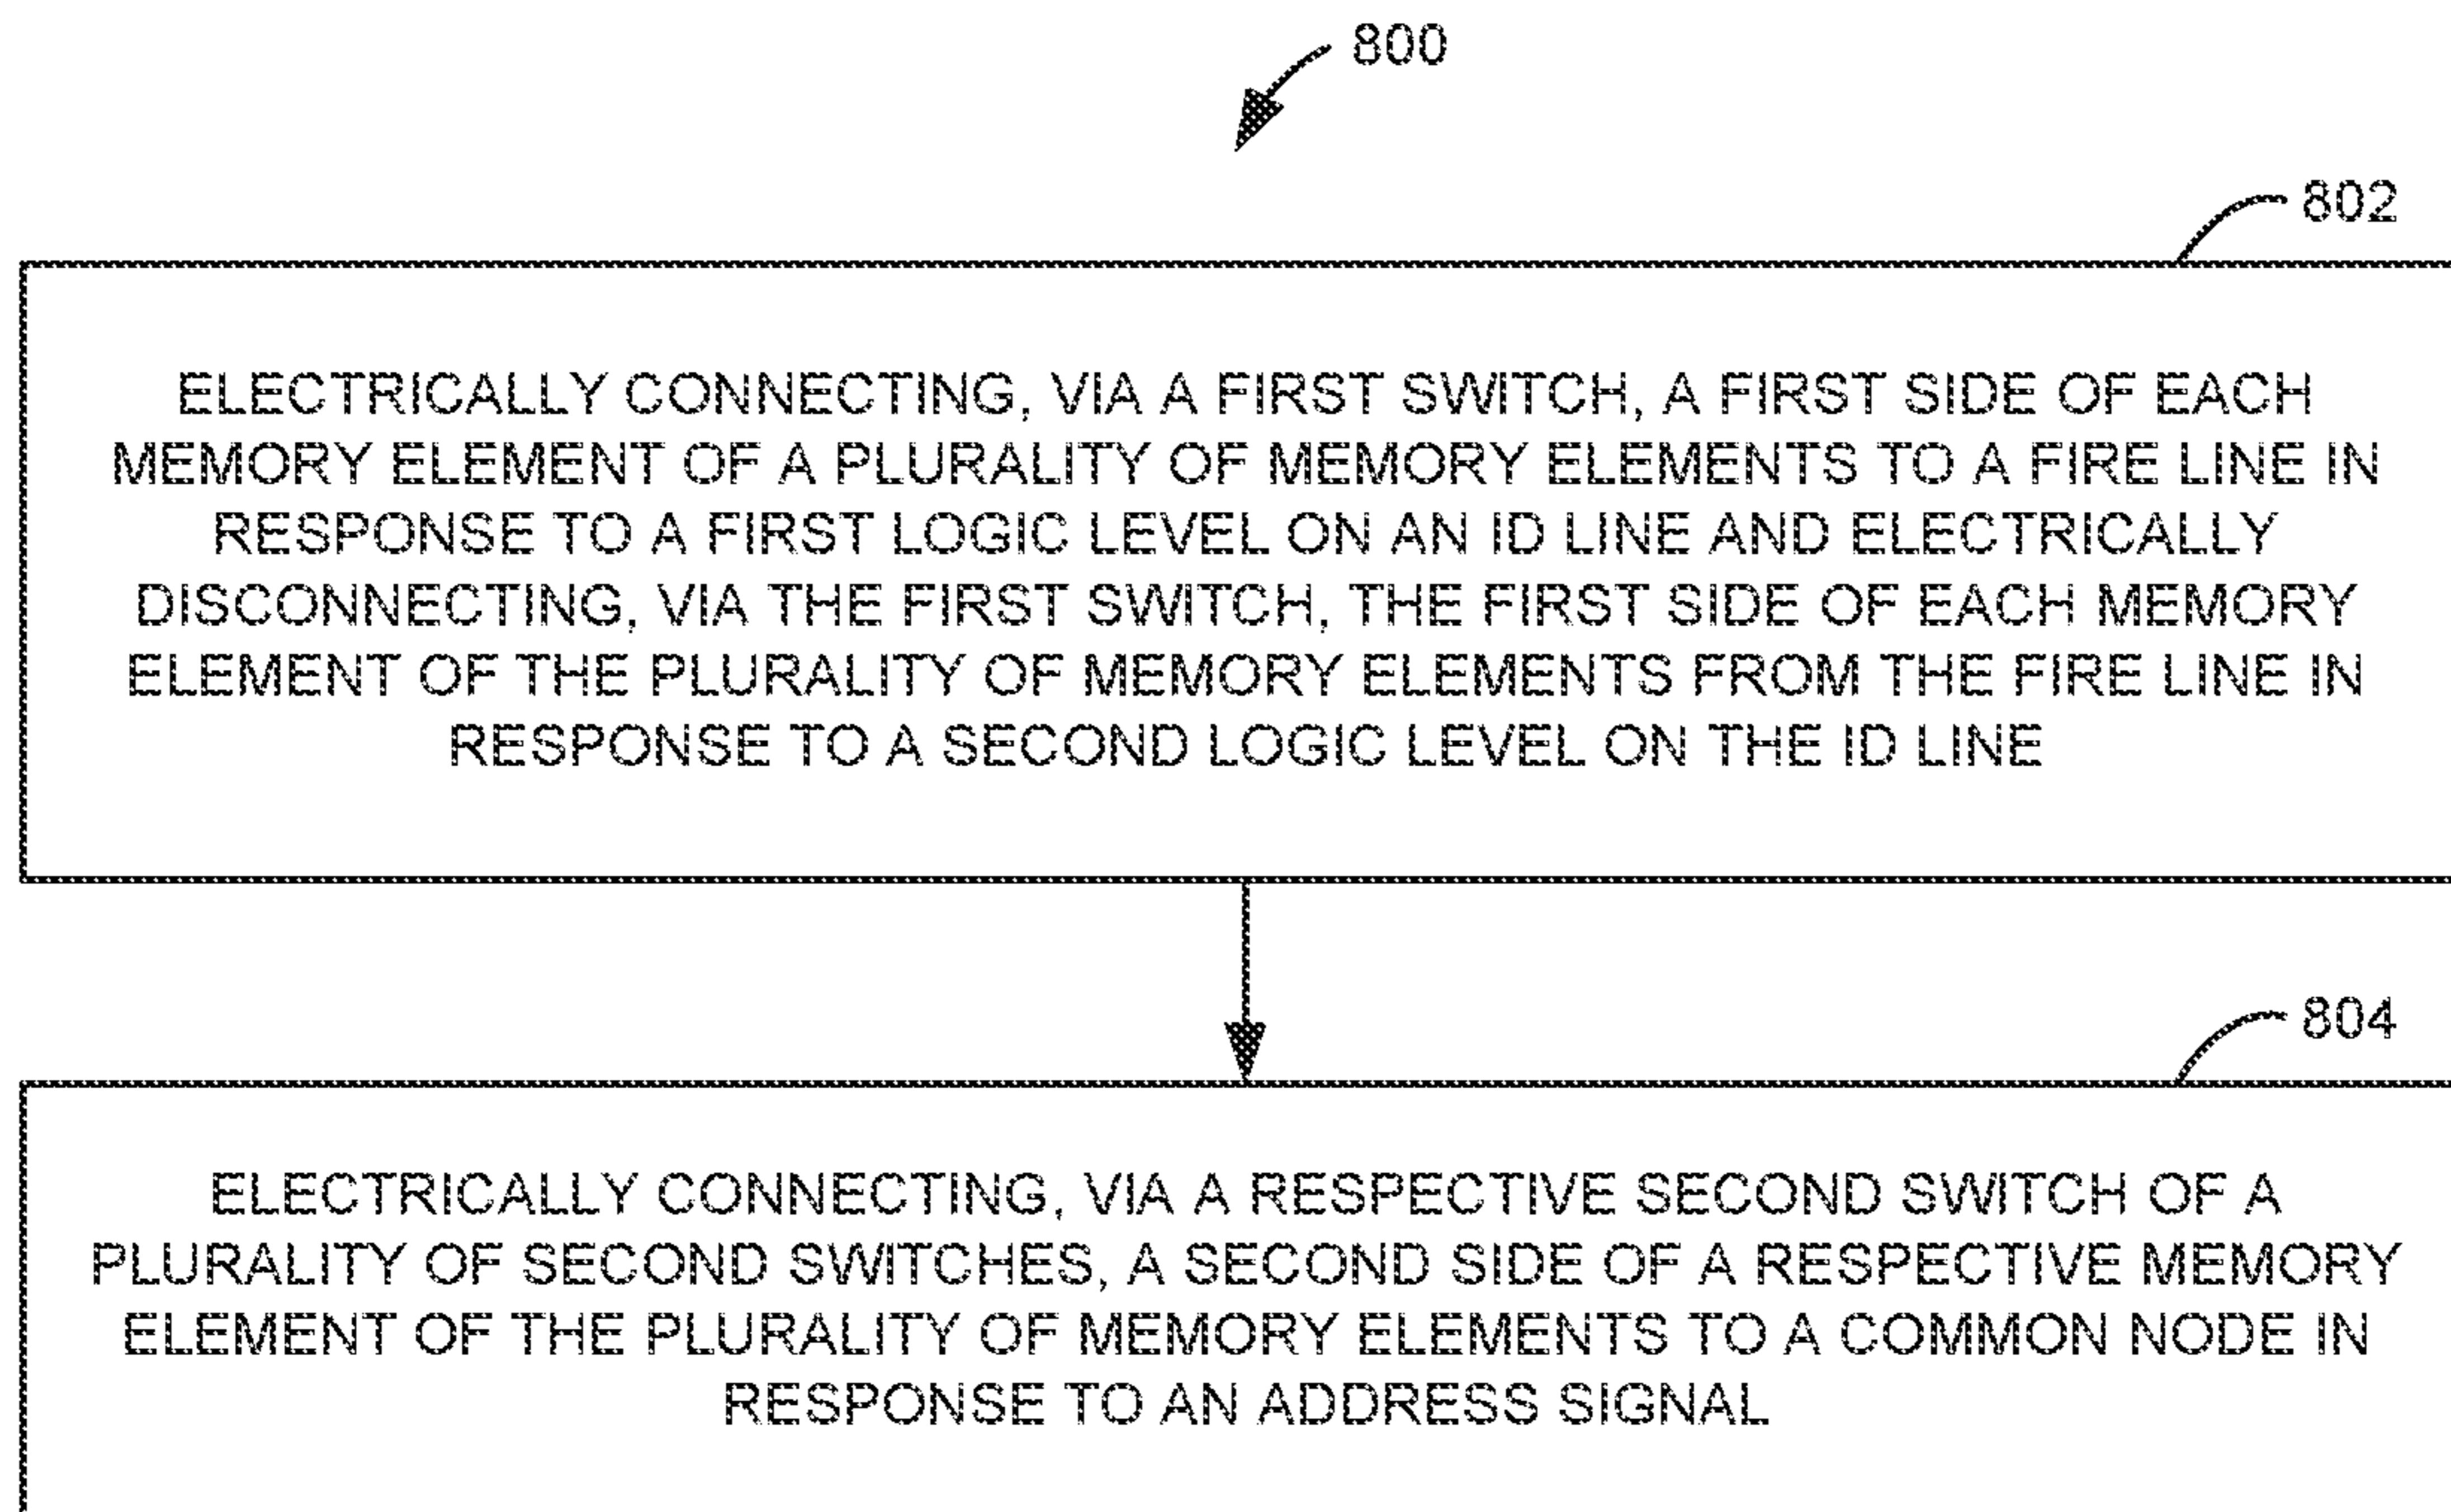 800
802
ELECTRICALLY CONNECTING, VIA A FIRST SWITCH, A FIRST SIDE OF EACH
MEMORY ELEMENT OF A PLURALITY OF MEMORY ELEMENTS TO A FIRE LINE IN
RESPONSE TO A FIRST LOGIC LEVEL ON AN ID LINE AND ELECTRICALLY
DISCONNECTING, VIA THE FIRST SWITCH, THE FIRST SIDE OF EACH MEMORY
ELEMENT OF THE PLURALITY OF MEMORY ELEMENTS FROM THE FIRE LINE IN
RESPONSE TO A SECOND LOGIC LEVEL ON THE ID LINE
804
ELECTRICALLY CONNECTING, VIA A RESPECTIVE SECOND SWITCH OF A
PLURALITY OF SECOND SWITCHES, A SECOND SIDE OF A RESPECTIVE MEMORY
ELEMENT OF THE PLURALITY OF MEMORY ELEMENTS TO A COMMON NODE IN
RESPONSE TO AN ADDRESS SIGNAL